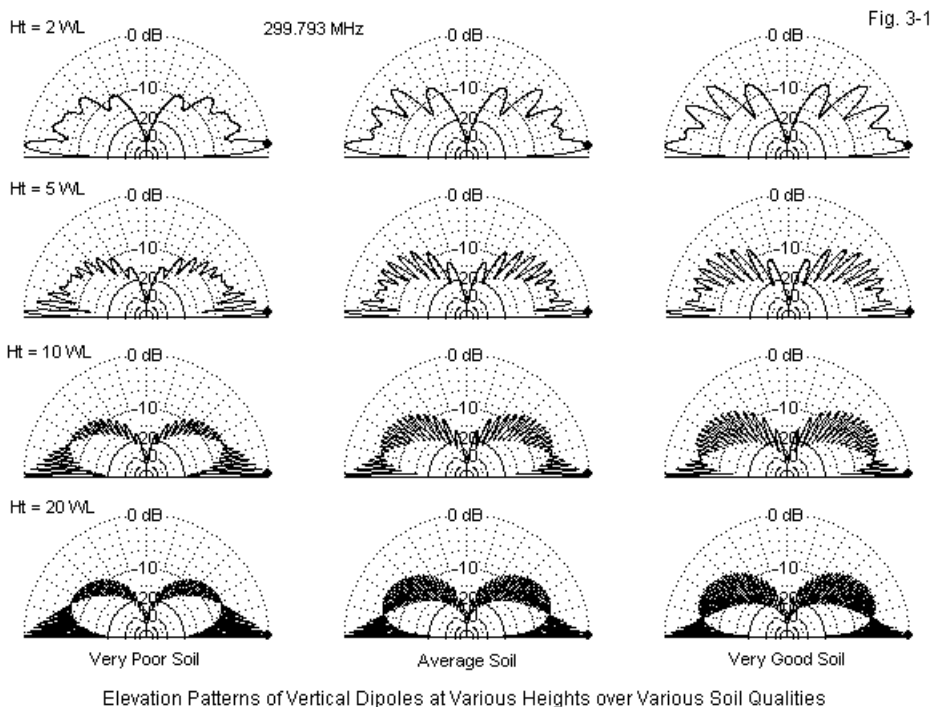 Ht = 2 WL
0 dB
299.793 MHz
0 dB
0 dB
Fig. 3-1
-10
-10
-10
20
20
20
Ht = 5 WL
0 dB
0 dB
0 dB
-10
-10
-10
20
20
20
Ht = 10 WL
0 dB
0 dB
0 dB
-10
-10
-10
20
20
20
Ht = 20 WL
0 dB
0 dB
0 dB
-10
-10
-10
20
20
20
Very Poor Soil
Average Soil
Very Good Soil
Elevation Patterns of Vertical Dipoles at Various Heights over Various Soil Qualities